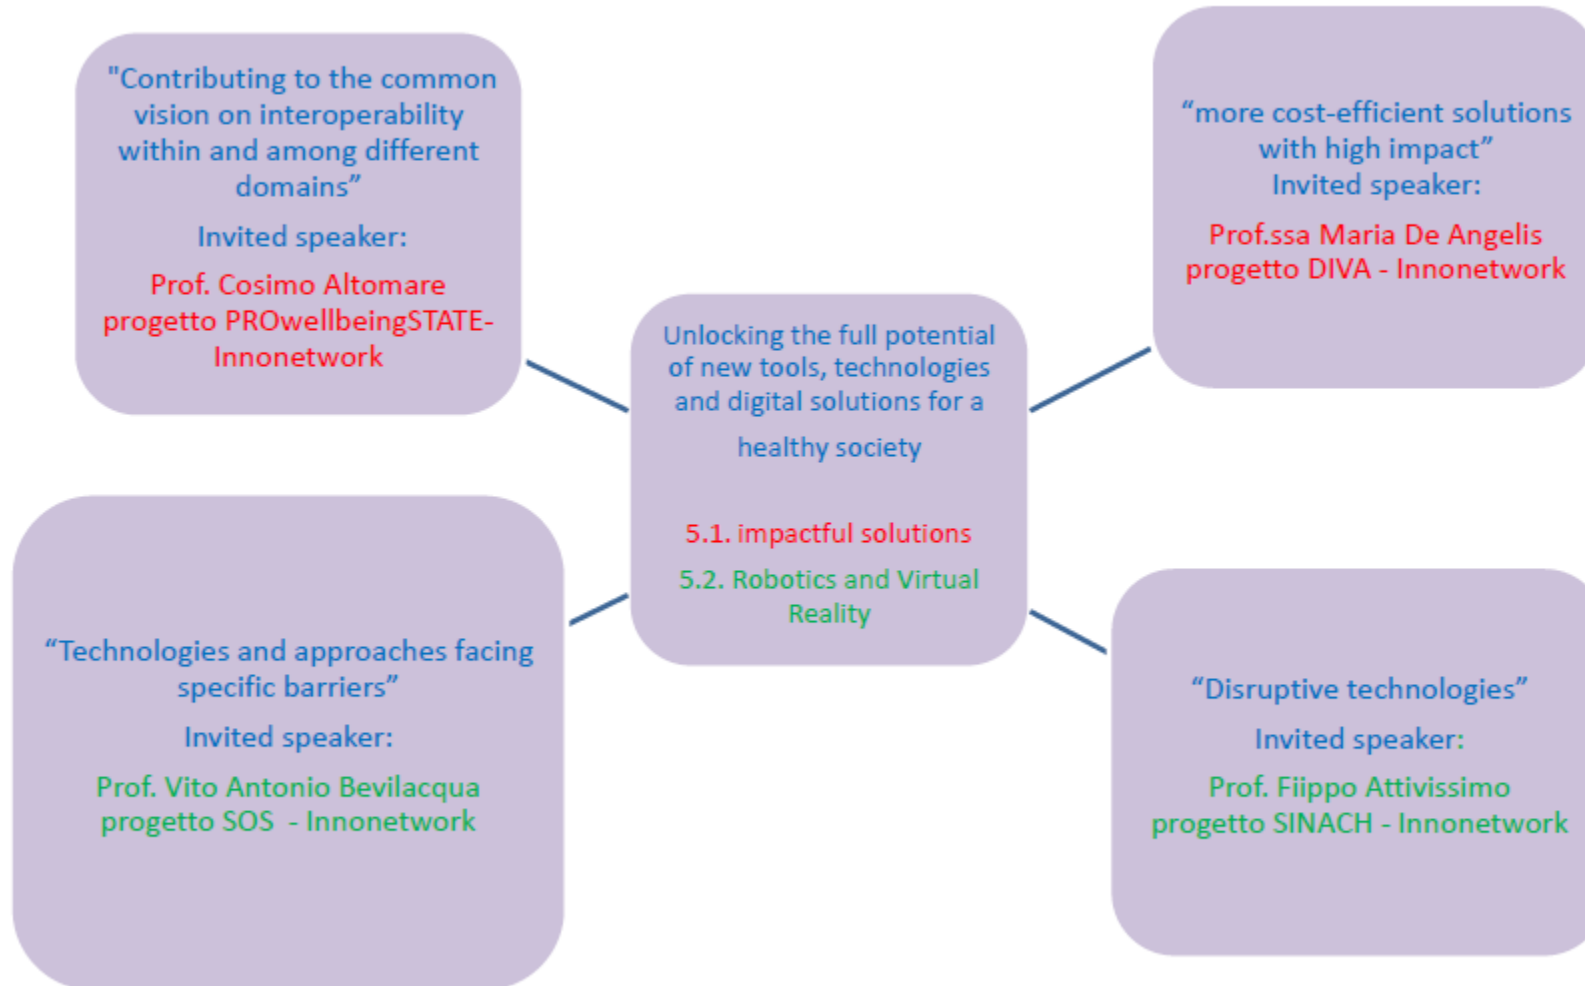 "Contributing to the common
vision on interoperability
within and among different
domains”
Invited speaker:
Prof. Cosimo Altomare
progetto PROwellbeingSTATE-
Innonetwork
“more cost-efficient solutions
with high impact”
Invited speaker:
Prof.ssa Maria De Angelis
progetto DIVA - Innonetwork
Unlocking the full potential
of new tools, technologies
and digital solutions for a
healthy society
5.1. impactful solutions
5.2. Robotics and Virtual
Reality
“Technologies and approaches facing
specific barriers”
Invited speaker:
Prof. Vito Antonio Bevilacqua
progetto SOS  - Innonetwork
“Disruptive technologies”
Invited speaker:
Prof. Fiippo Attivissimo
progetto SINACH - Innonetwork